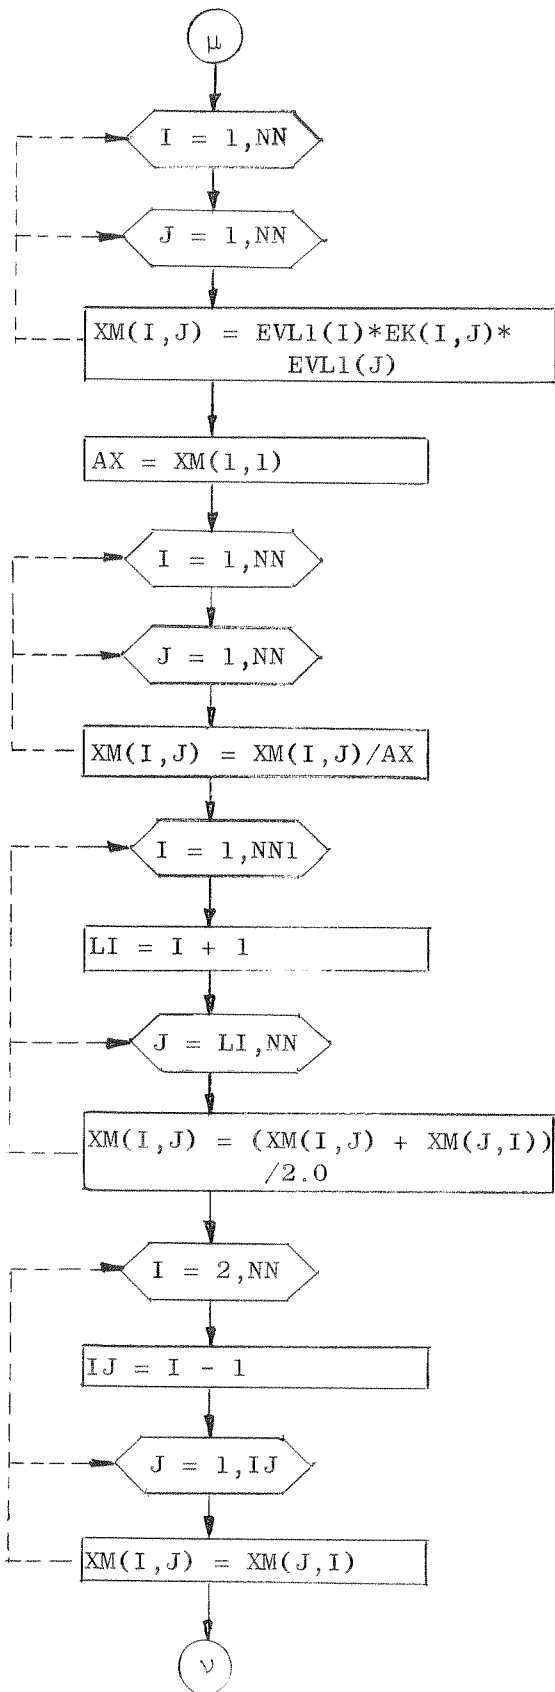 μ
I = 1,NN
J = 1,NN
XM(I,J) = EVL1(I)*EK(I,J)*
EVL1(J)
AX = XM(1,1)
I = 1,NN
J = 1,NN
XM(I,J) = XM(I,J)/AX
I = 1,NN1
LI = I + 1
J = LI,NN
XM(I,J) = (XM(I,J) + XM(J,I))
/2.0
I = 2,NN
IJ = I - 1
J = 1,IJ
XM(I,J) = XM(J,I)
ν